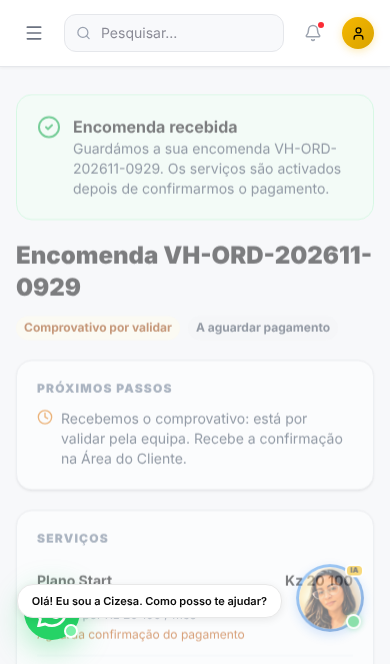 Pesquisar...
Encomenda recebida
Guardámos a sua encomenda VH-ORD-
202611-0929. Os serviços são activados
depois de confirmarmos o pagamento.
Encomenda VH-ORD-202611-
0929
Comprovativo por validar
A aguardar pagamento
PRÓXIMOS PASSOS
Recebemos o comprovativo: está por
validar pela equipa. Recebe a confirmação
na Área do Cliente.
SERVIÇOS
Plano Start
Kz 20 100
IA
Olá! Eu sou a Cizesa. Como posso te ajudar?
a confirmação do pagamento